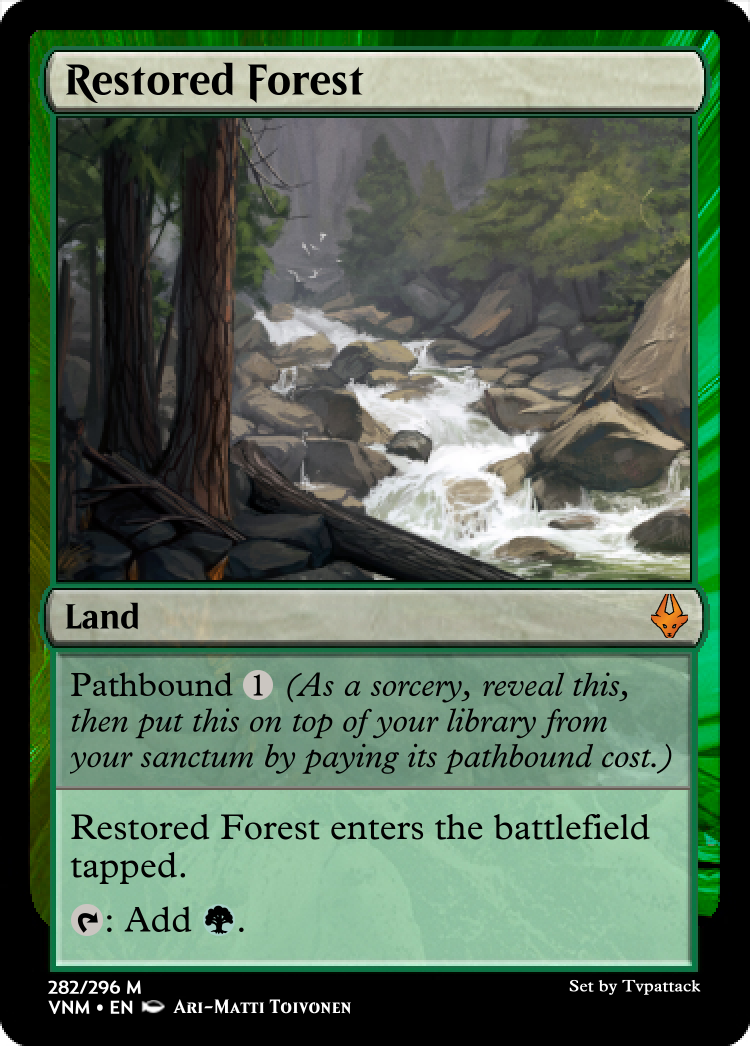 Restored Forest
Land
Pathbound 1 (As a sorcery, reveal this,
then put this on top of your library from
your sanctum by paying its pathbound cost.)
Restored Forest enters the battlefield
tapped.
: Add .
282/296 M
Set by Tvpattack
VNM • EN Ari-Matti Toivonen